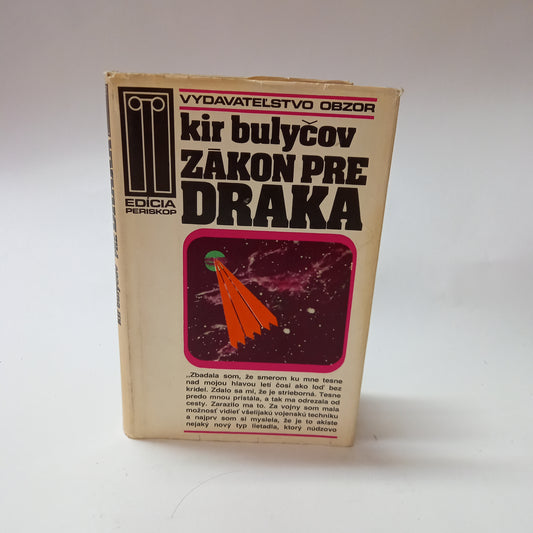 VYDAVATEĽSTVO OBZOR
kir bulyčov
ZÁKON PRE
DRAKA
EDÍCIA
PERISKOP
„Zbadala som, že smerom ku mne tesne
nad mojou hlavou letí čosi ako loď bez
krídel. Zdalo sa mi, že je strieborná. Tesne
predo mnou pristála, a tak ma odrezala od
cesty. Zarazilo ma to. Za vojny som mala
možnosť vidieť všelijakú vojenskú techniku
a najprv som si myslela, že je to akiste
nejaký nový typ lietadla, ktorý núdzovo
kir bulyčov